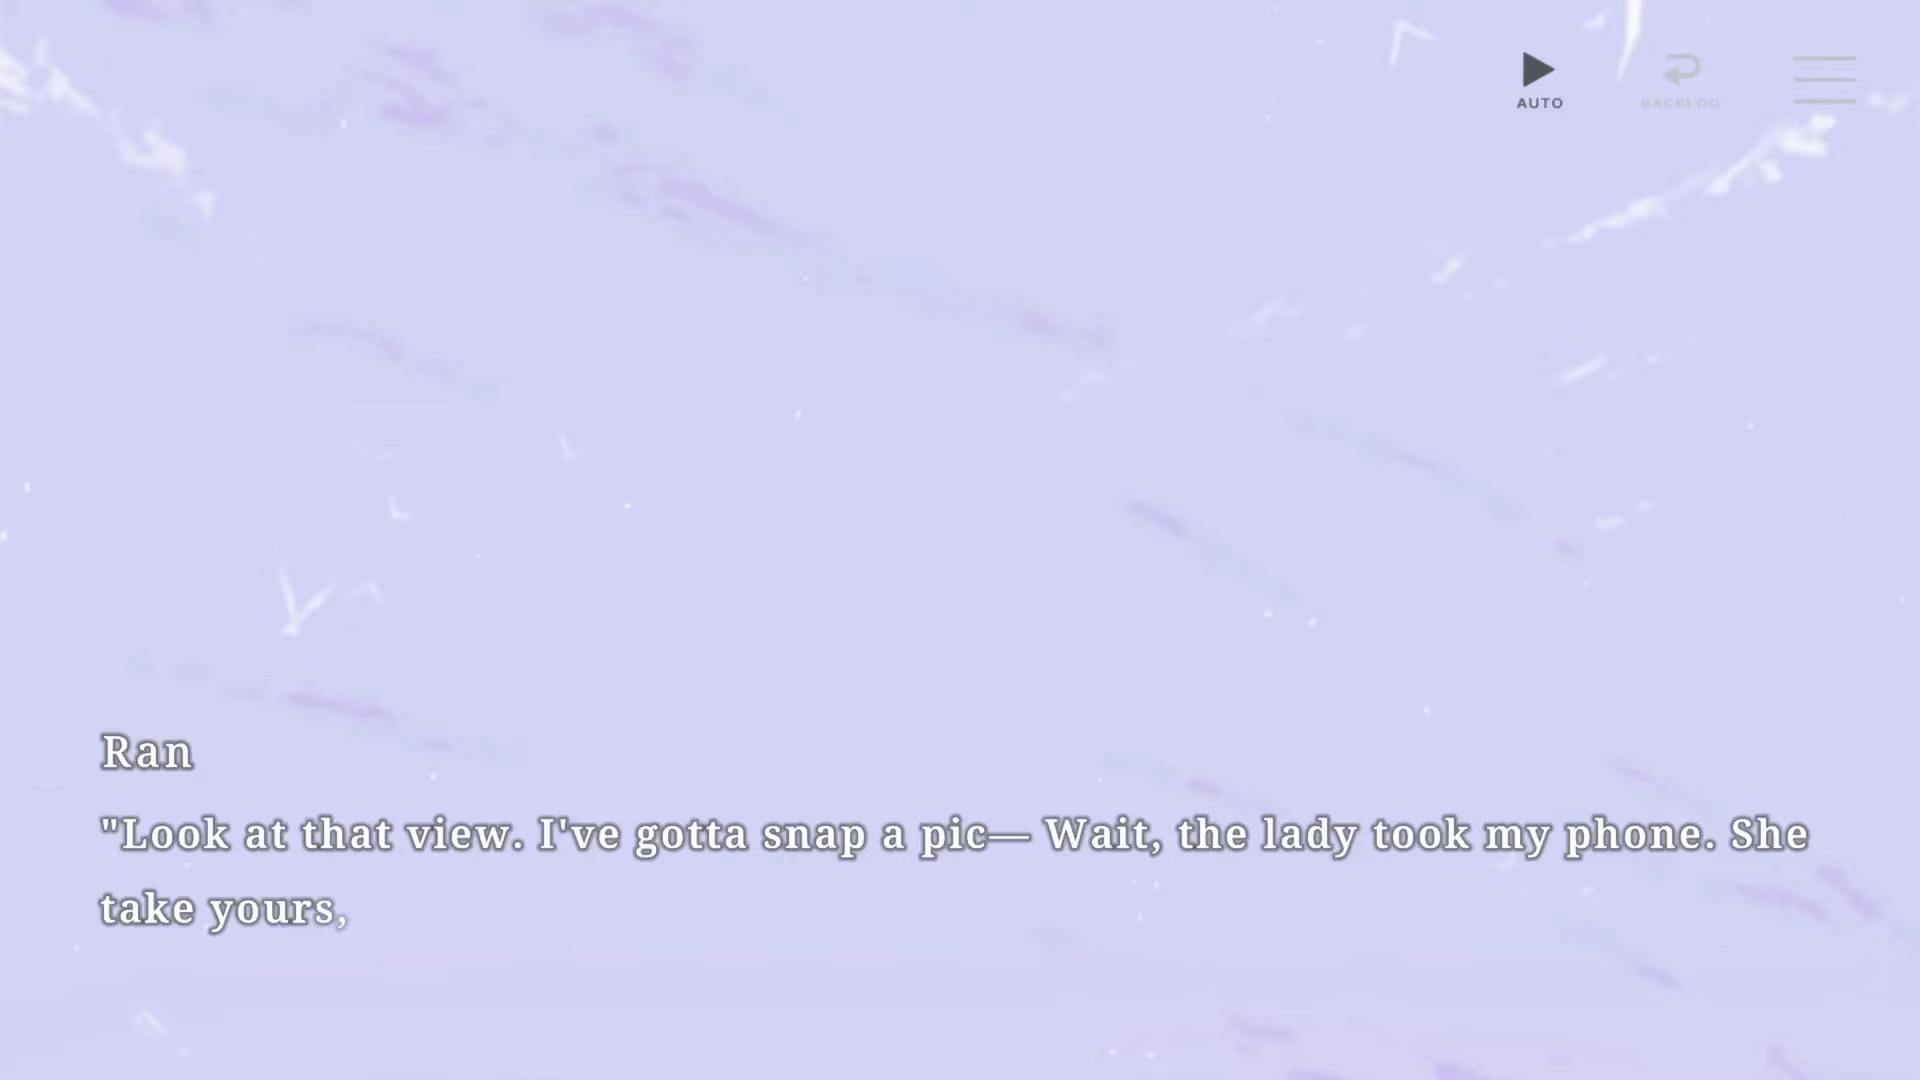 AUTO
BACKLOG
Ran
"Look at that view. I've gotta snap a pic— Wait, the lady took my phone. She
take yours,